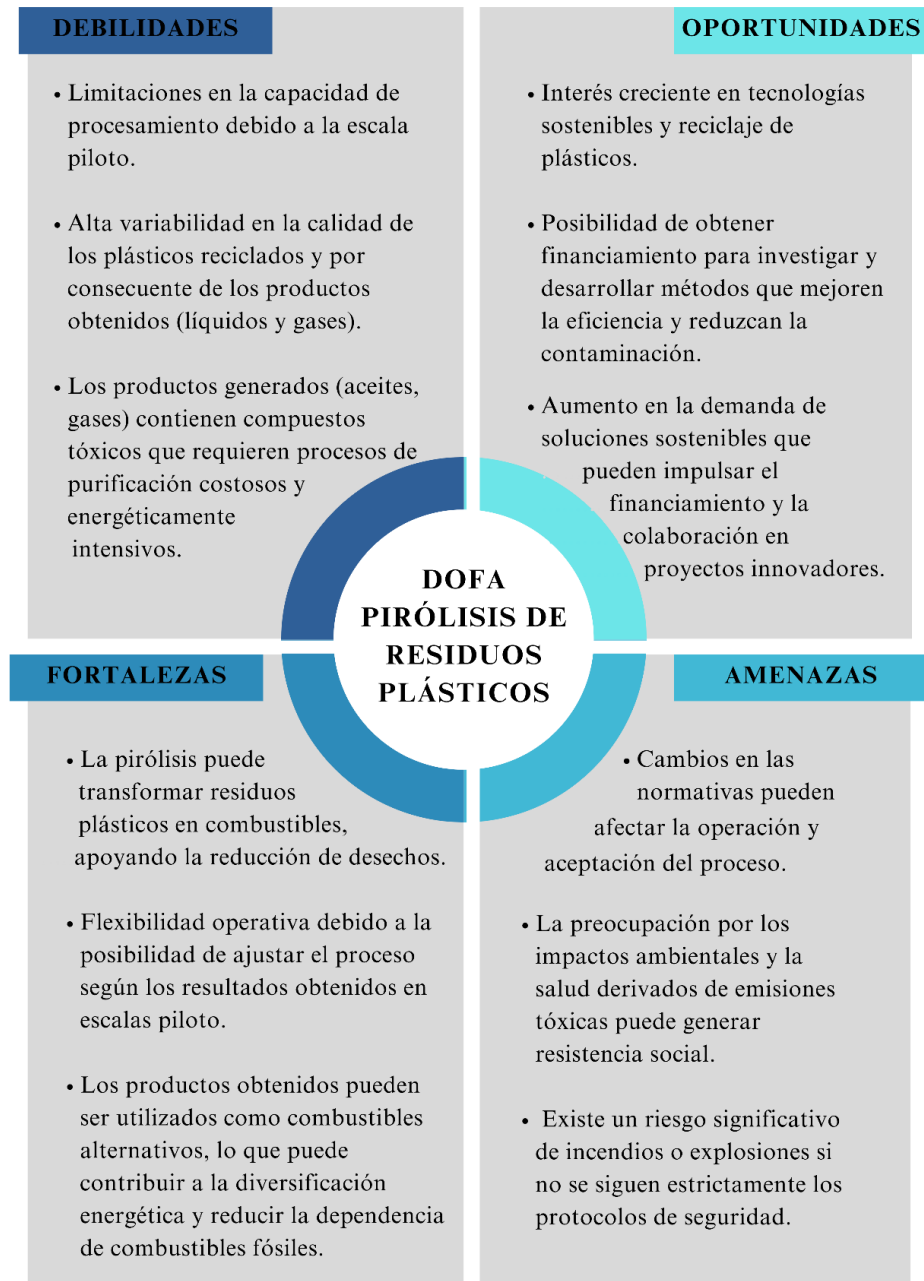 DEBILIDADES
• Limitaciones en la capacidad de
procesamiento debido a la escala
piloto.
• Alta variabilidad en la calidad de
los plásticos reciclados y por
consecuente de los productos
obtenidos (líquidos y gases).
• Los productos generados (aceites,
gases) contienen compuestos
tóxicos que requieren procesos de
purificación costosos y
energéticamente
intensivos.
OPORTUNIDADES
• Interés creciente en tecnologías
sostenibles y reciclaje de
plásticos.
• Posibilidad de obtener
financiamiento para investigar y
desarrollar métodos que mejoren
la eficiencia y reduzcan la
contaminación.
• Aumento en la demanda de
soluciones sostenibles que
pueden impulsar el
financiamiento y la
colaboración en
proyectos innovadores.
DOFA
PIRÓLISIS DE
RESIDUOS
PLÁSTICOS
FORTALEZAS
• La pirólisis puede
transformar residuos
plásticos en combustibles,
apoyando la reducción de desechos.
• Flexibilidad operativa debido a la
posibilidad de ajustar el proceso
según los resultados obtenidos en
escalas piloto.
• Los productos obtenidos pueden
ser utilizados como combustibles
alternativos, lo que puede
contribuir a la diversificación
energética y reducir la dependencia
de combustibles fósiles.
AMENAZAS
• Cambios en las
normativas pueden
afectar la operación y
aceptación del proceso.
• La preocupación por los
impactos ambientales y la
salud derivados de emisiones
tóxicas puede generar
resistencia social.
• Existe un riesgo significativo
de incendios o explosiones si
no se siguen estrictamente los
protocolos de seguridad.